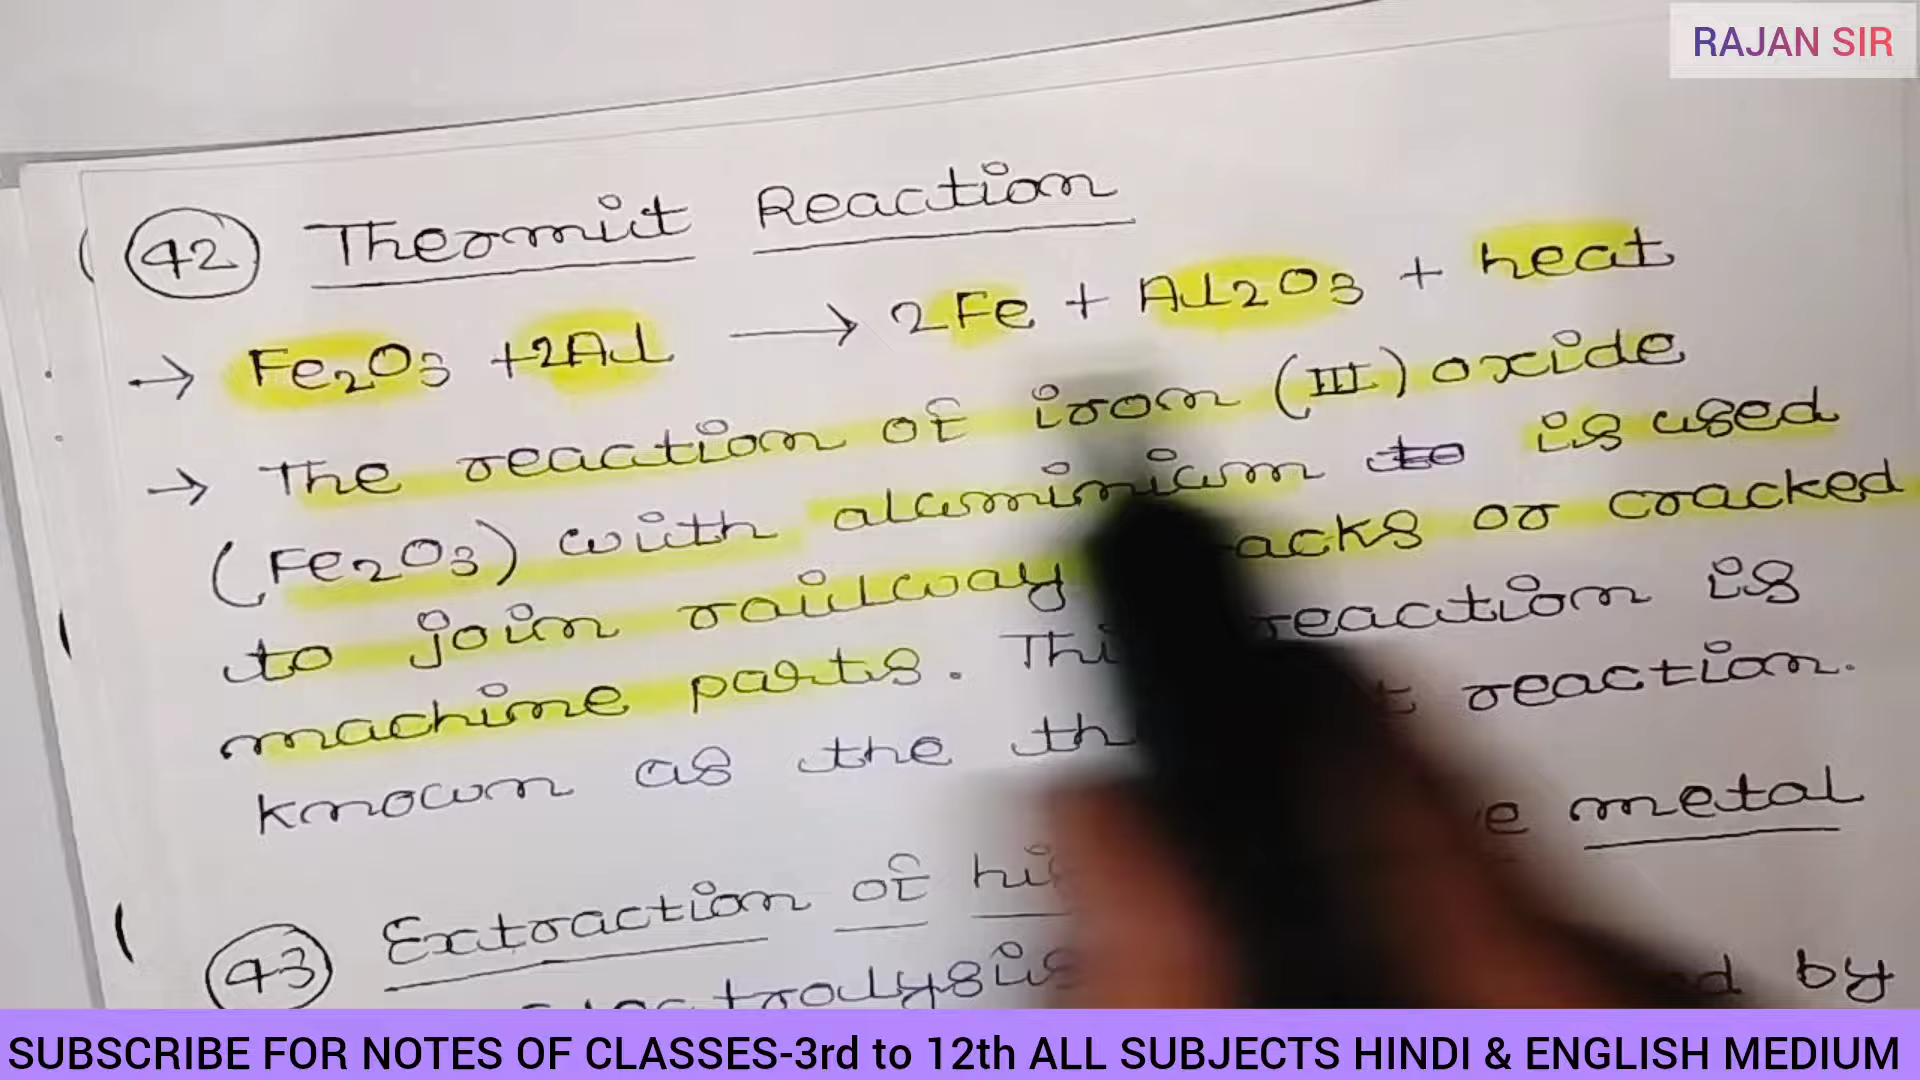 RAJAN SIR
42 Thermit Reaction
→ Fe2O3 + 2Al → 2Fe + Al2O3 + heat
→ The reaction of iron (III) oxide
(Fe2O3) with aluminium to is used
to join railway acks or cracked
machine parts. Thi reaction is
known as the th t reaction.
43 Extraction of hi e metal
by
SUBSCRIBE FOR NOTES OF CLASSES-3rd to 12th ALL SUBJECTS HINDI & ENGLISH MEDIUM